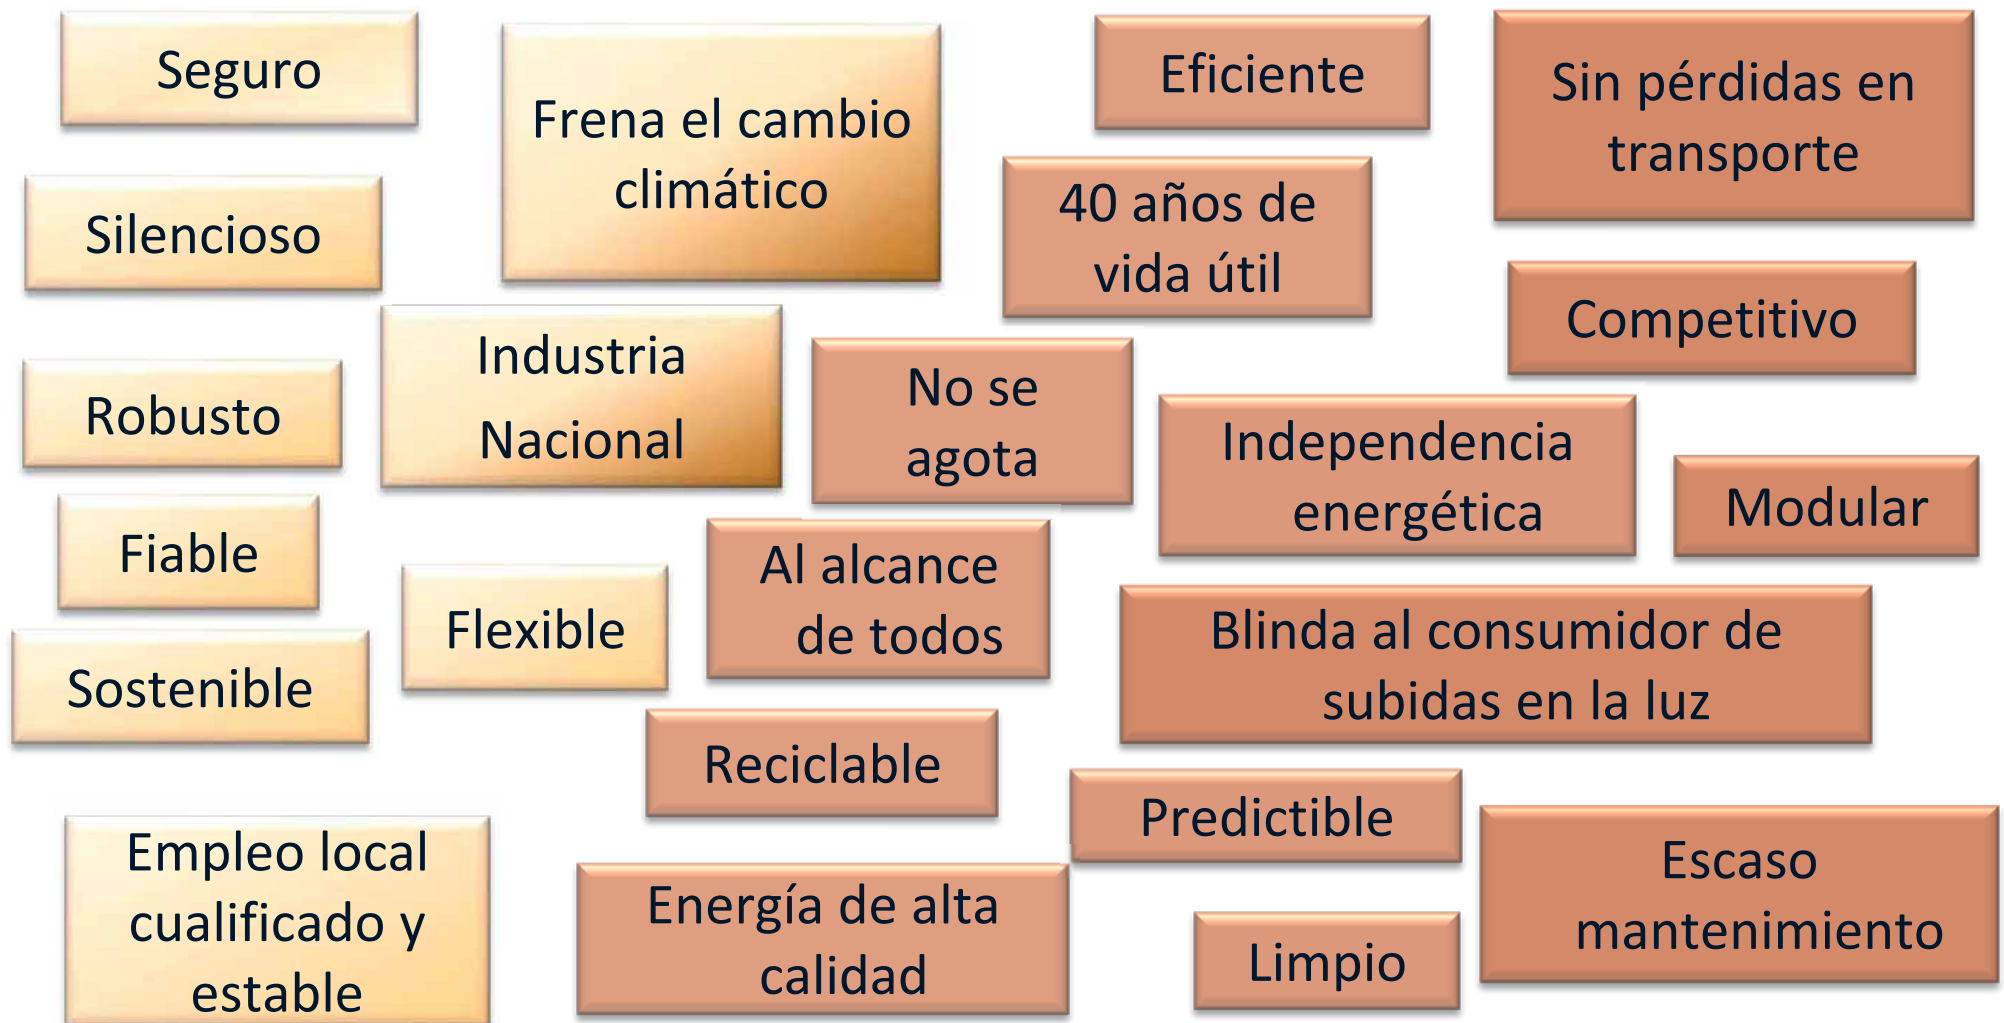 Seguro
Frena el cambio
climático
Eficiente
Sin pérdidas en
transporte
Silencioso
40 años de
vida útil
Competitivo
Industria
Nacional
Robusto
No se
agota
Independencia
energética
Modular
Fiable
Flexible
Al alcance
de todos
Blinda al consumidor de
subidas en la luz
Sostenible
Reciclable
Predictible
Empleo local
cualificado y
estable
Energía de alta
calidad
Limpio
Escaso
mantenimiento